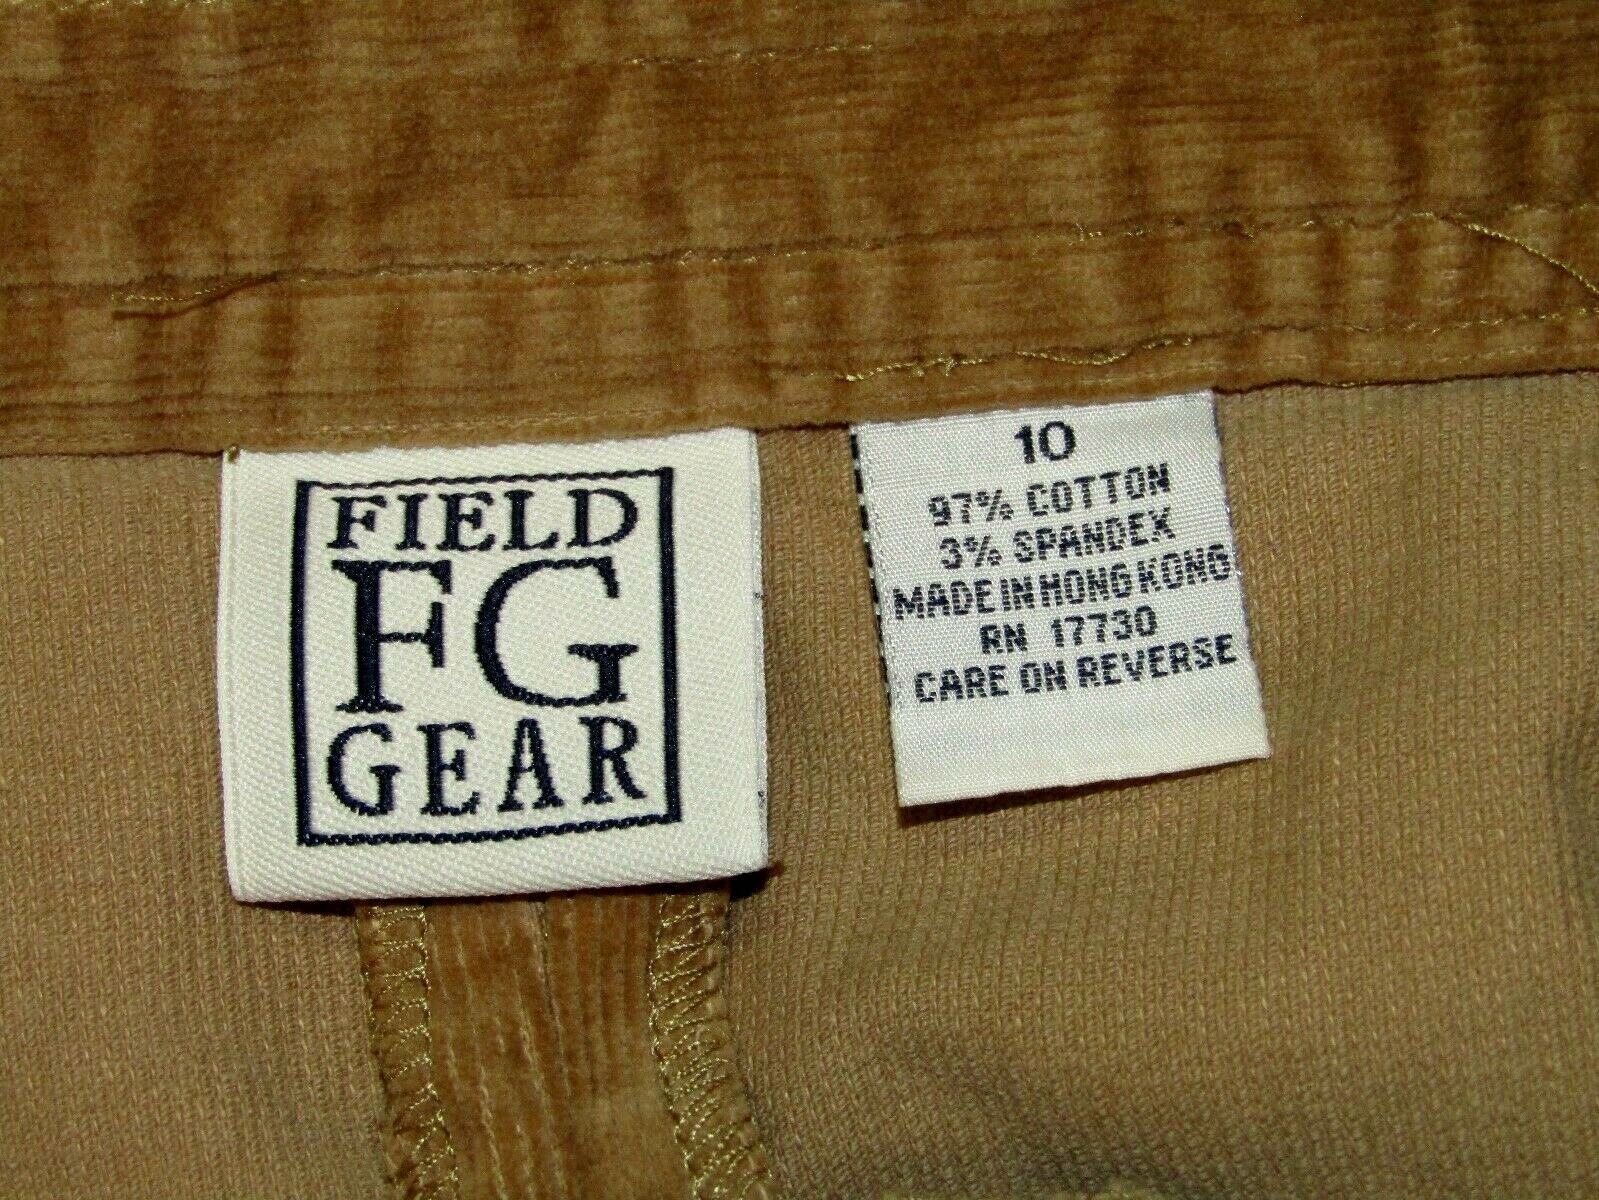 FIELD
FG
GEAR
10
97% COTTON
3% SPANDEX
MADE IN HONG KONG
RN 17730
CARE ON REVERSE